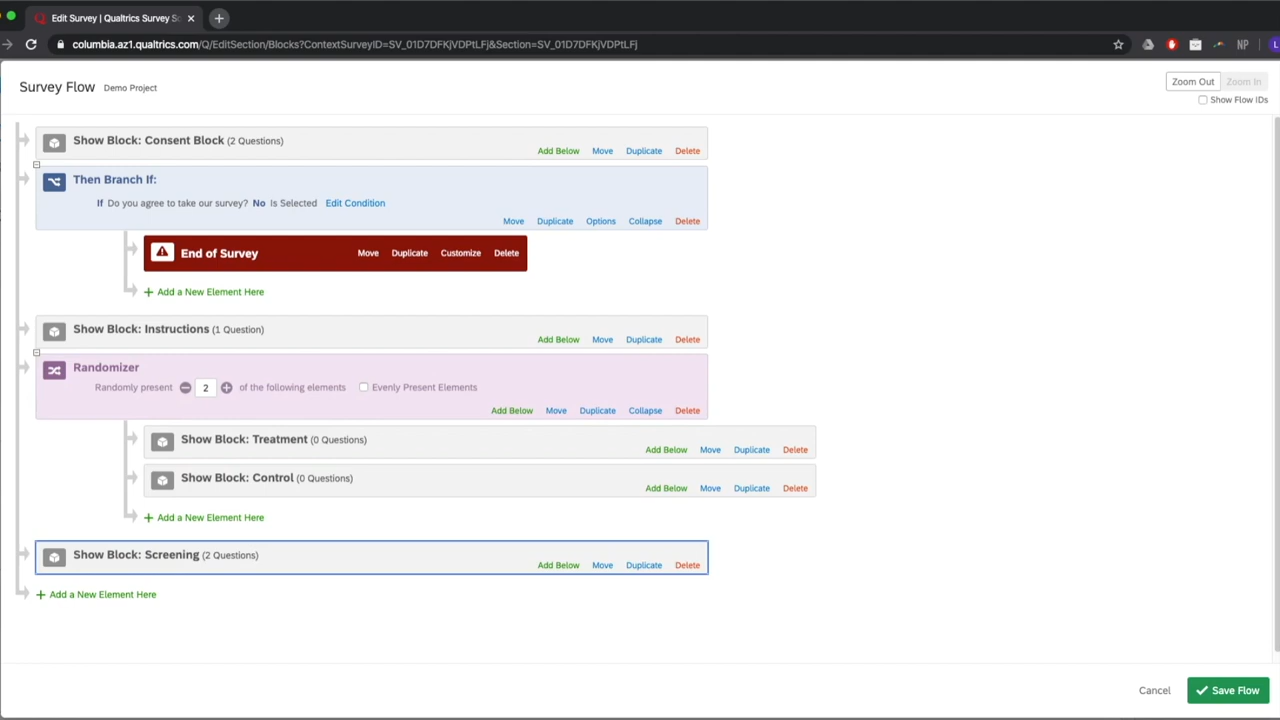 Edit Survey | Qualtrics Survey So
columbia.az1.qualtrics.com/Q/EditSection/Blocks?ContextSurveyID=SV_01D7DFKjVDPtLFj&Section=SV_01D7DFKjVDPtLFj
NP
L
Survey Flow Demo Project
Zoom Out Zoom In
Show Flow IDs
Show Block: Consent Block (2 Questions)
Add Below Move Duplicate Delete
Then Branch If:
If Do you agree to take our survey? No Is Selected Edit Condition
Move Duplicate Options Collapse Delete
End of Survey Move Duplicate Customize Delete
+ Add a New Element Here
Show Block: Instructions (1 Question)
Add Below Move Duplicate Delete
Randomizer
Randomly present 2 of the following elements Evenly Present Elements
Add Below Move Duplicate Collapse Delete
Show Block: Treatment (0 Questions)
Add Below Move Duplicate Delete
Show Block: Control (0 Questions)
Add Below Move Duplicate Delete
+ Add a New Element Here
Show Block: Screening (2 Questions)
Add Below Move Duplicate Delete
+ Add a New Element Here
Cancel Save Flow